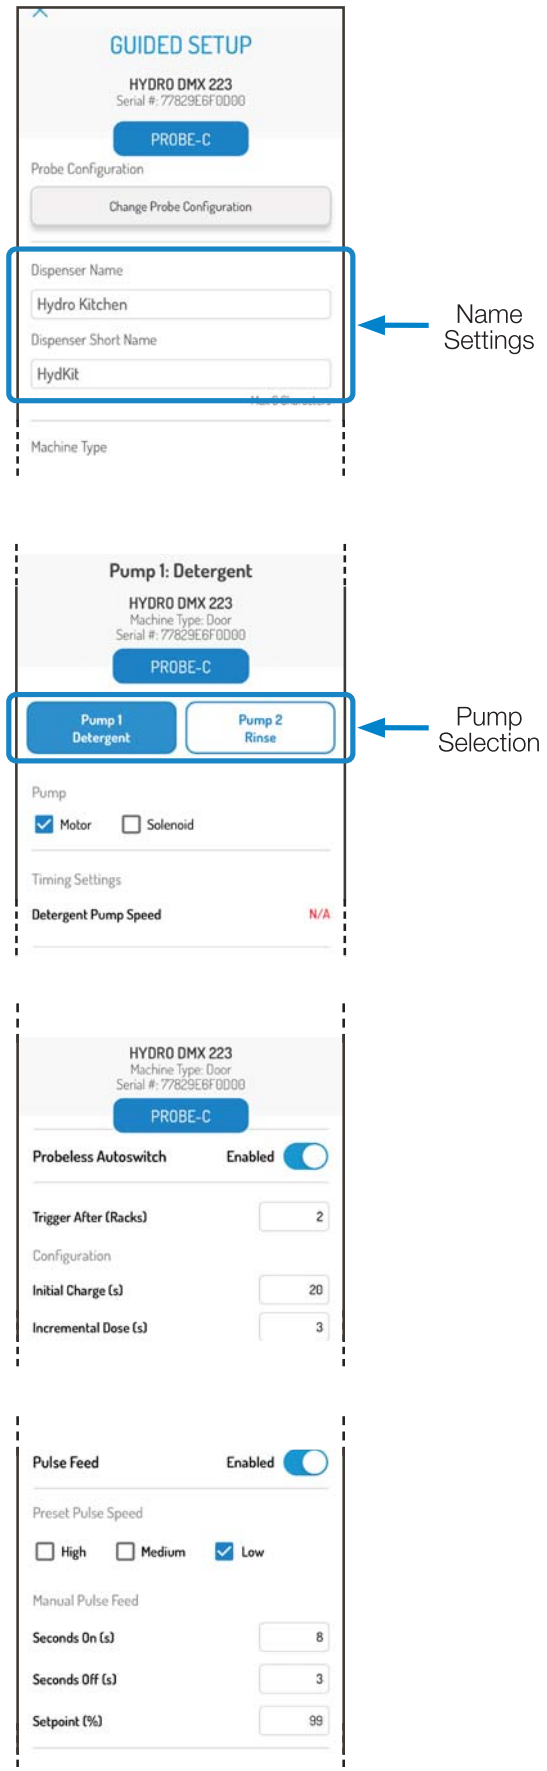 GUIDED SETUP
HYDRO DMX 223
Serial #: 77829E6F0D00
PROBE-C
Probe Configuration
Change Probe Configuration
Dispenser Name
Hydro Kitchen
Dispenser Short Name
HydKit
Max 6 Characters
Machine Type
Name
Settings
Pump 1: Detergent
HYDRO DMX 223
Machine Type: Door
Serial #: 77829E6F0D00
PROBE-C
Pump 1
Detergent
Pump 2
Rinse
Pump
Selection
Pump
Motor
Solenoid
Timing Settings
Detergent Pump Speed N/A
HYDRO DMX 223
Machine Type: Door
Serial #: 77829E6F0D00
PROBE-C
Probeless Autoswitch Enabled
Trigger After (Racks) 2
Configuration
Initial Charge (s) 20
Incremental Dose (s) 3
Pulse Feed Enabled
Preset Pulse Speed
High Medium Low
Manual Pulse Feed
Seconds On (s) 8
Seconds Off (s) 3
Setpoint (%) 99